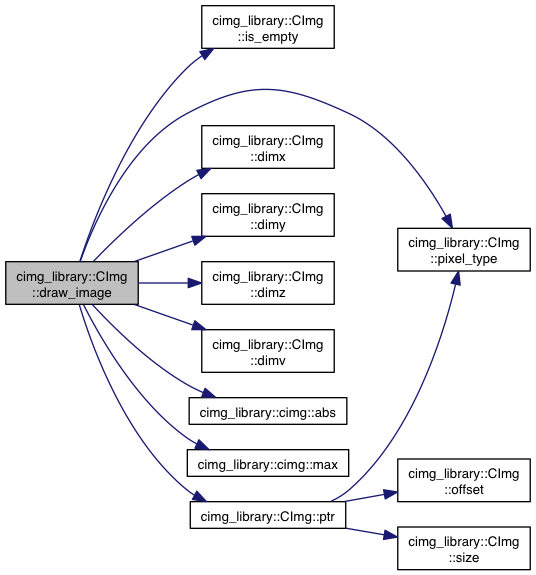 cimg_library::CImg
::is_empty
cimg_library::CImg
::dimx
cimg_library::CImg
::dimy
cimg_library::CImg
::pixel_type
cimg_library::CImg
::draw_image
cimg_library::CImg
::dimz
cimg_library::CImg
::dimv
cimg_library::cimg::abs
cimg_library::cimg::max
cimg_library::CImg
::offset
cimg_library::CImg::ptr
cimg_library::CImg
::size